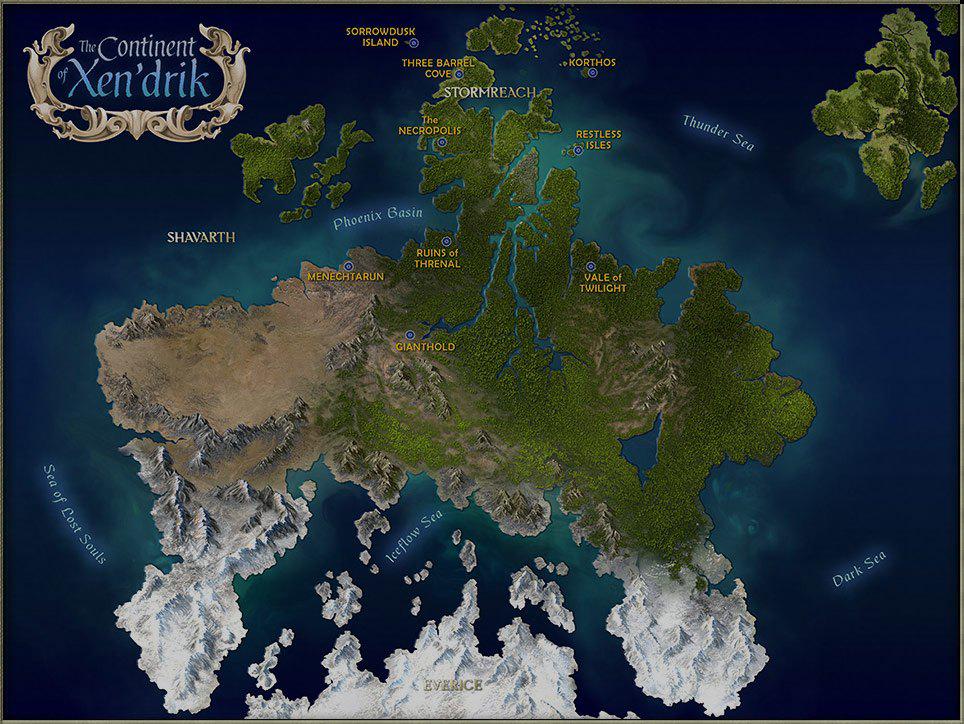 The Continent
of Xen'drik
SORROWDUSK
ISLAND
THREE BARREL
COVE
KORTHOS
STORMREACH
The
NECROPOLIS
RESTLESS
ISLES
Thunder Sea
Phoenix Basin
SHAVARTH
RUINS of
THRENAL
MENECHTARUN
VALE of
TWILIGHT
GIANTHOLD
Sea of Lost Souls
Iceflow Sea
Dark Sea
EVERICE